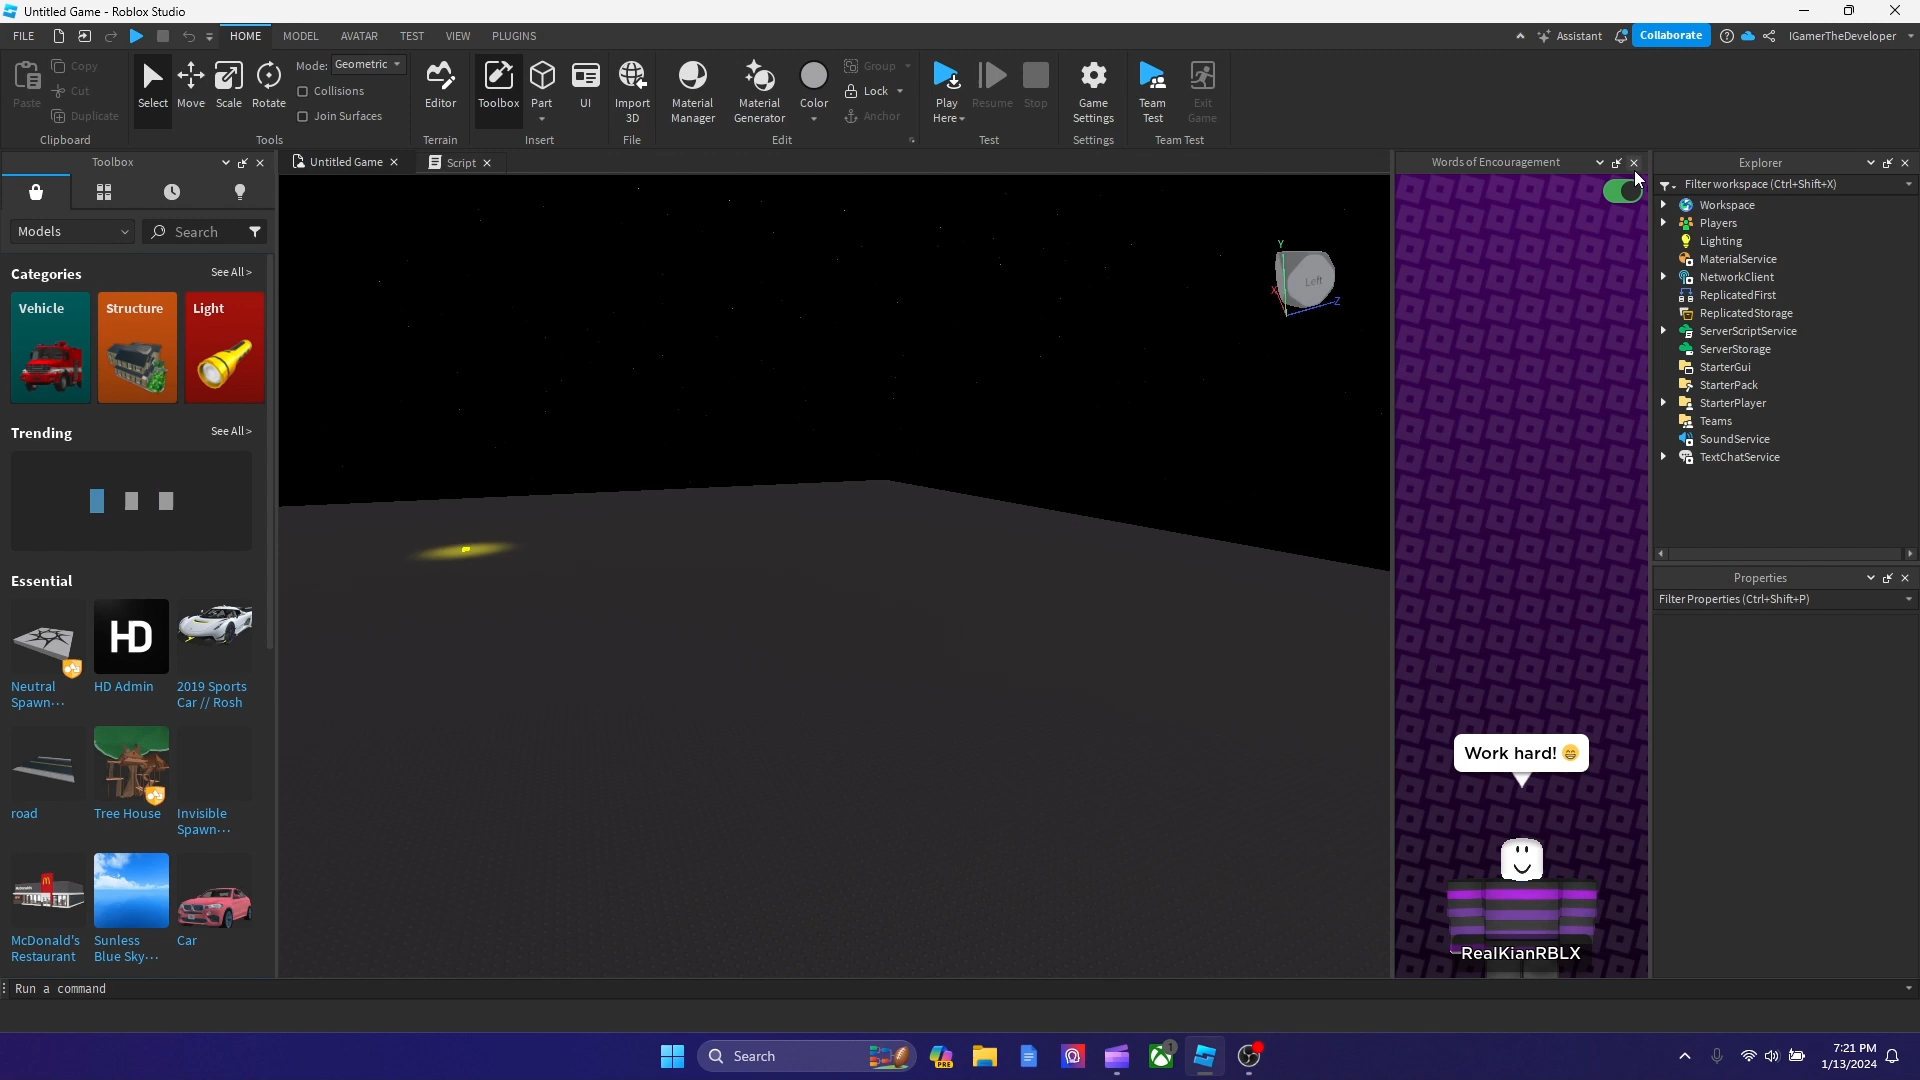 Untitled Game - Roblox Studio
FILE
HOME
MODEL
AVATAR
TEST
VIEW
PLUGINS
Assistant
Collaborate
IGamerTheDeveloper
Paste
Copy
Cut
Duplicate
Clipboard
Select
Move
Scale
Rotate
Mode: Geometric
Collisions
Join Surfaces
Tools
Editor
Terrain
Toolbox
Part
UI
Insert
Import
3D
File
Material
Manager
Material
Generator
Color
Group
Lock
Anchor
Edit
Play
Here
Resume
Stop
Test
Game
Settings
Settings
Team
Test
Exit
Game
Team Test
Toolbox
Untitled Game
Script
Words of Encouragement
Explorer
Models
Search
Categories
See All >
Vehicle
Structure
Light
Trending
See All >
Essential
Neutral
Spawn...
HD
HD Admin
2019 Sports
Car // Rosh
road
Tree House
Invisible
Spawn...
McDonald's
Restaurant
Sunless
Blue Sky...
Car
Y
X
Z
Left
Work hard! 😁
RealKianRBLX
Filter workspace (Ctrl+Shift+X)
Workspace
Players
Lighting
MaterialService
NetworkClient
ReplicatedFirst
ReplicatedStorage
ServerScriptService
ServerStorage
StarterGui
StarterPack
StarterPlayer
Teams
SoundService
TextChatService
Properties
Filter Properties (Ctrl+Shift+P)
Run a command
Search
PRE
1
7:21 PM
1/13/2024